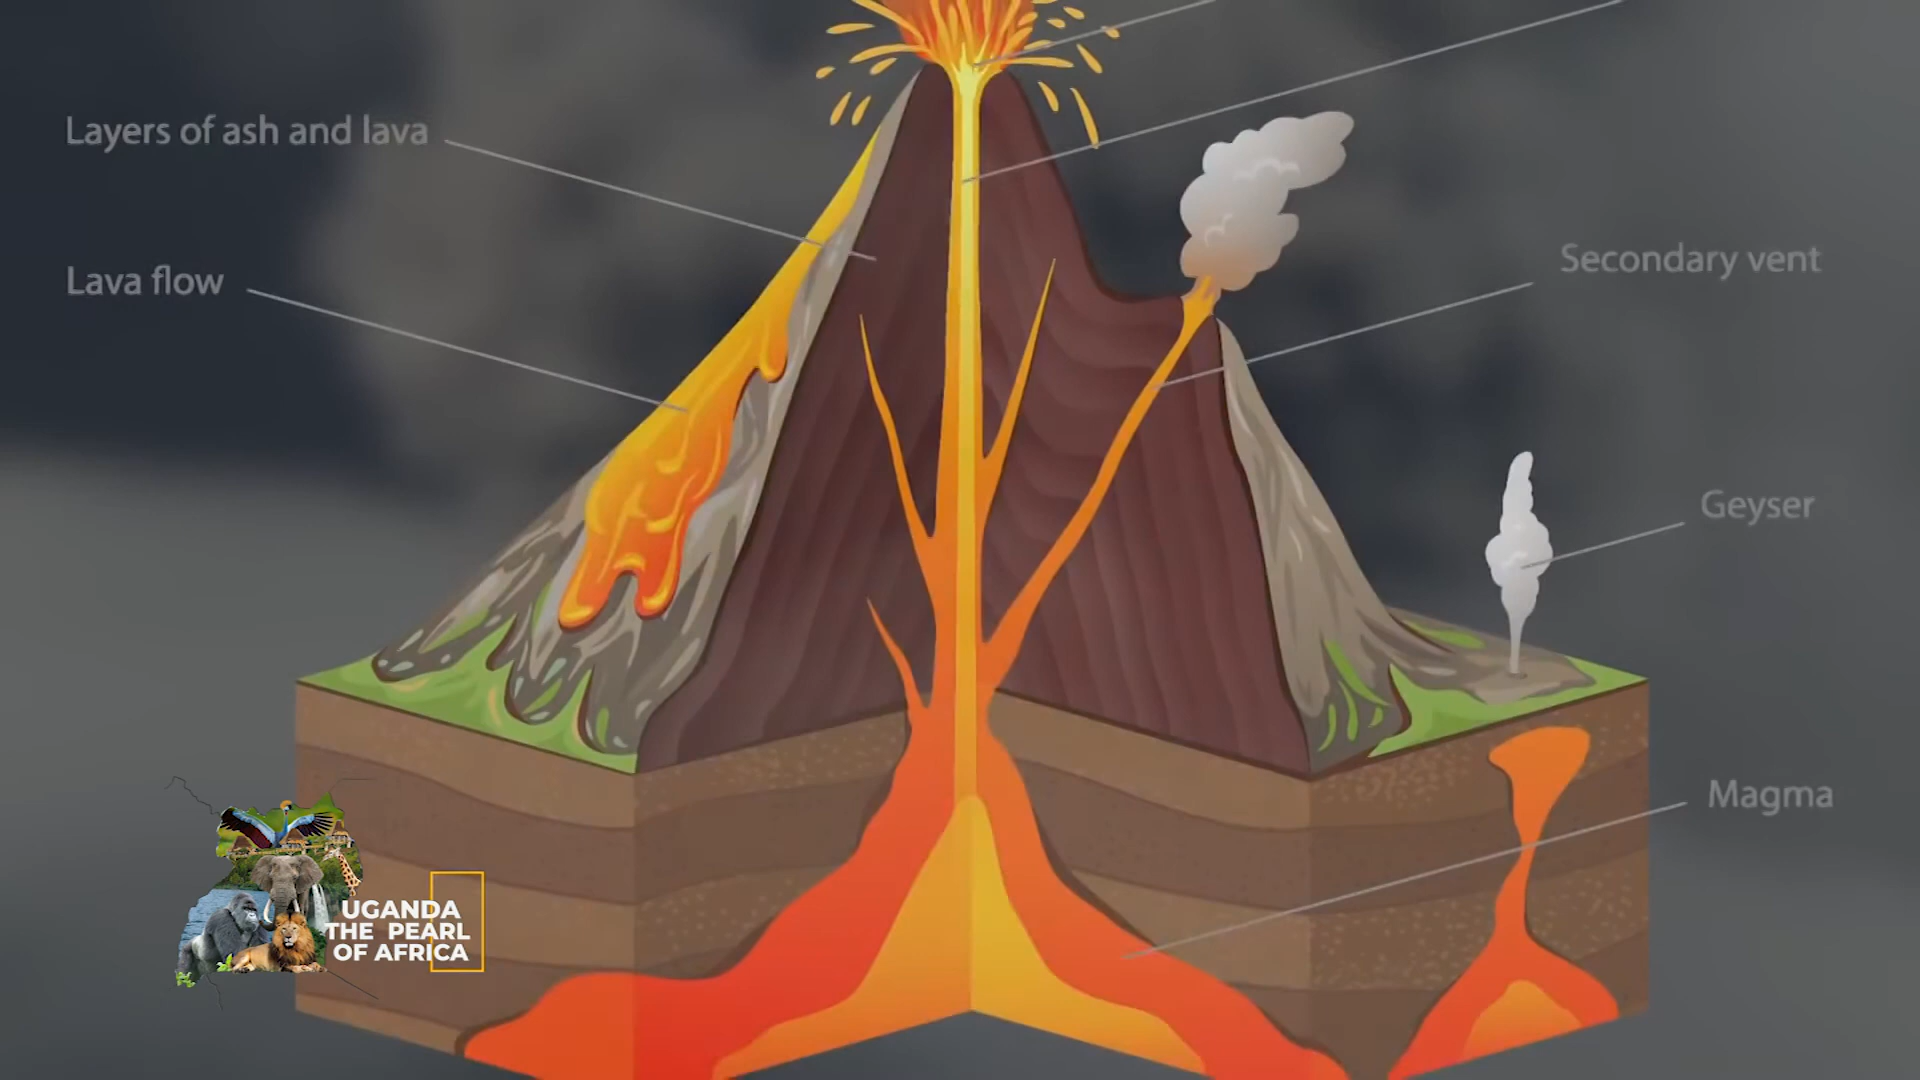 Layers of ash and lava
Lava flow
Secondary vent
Geyser
Magma
UGANDA
THE PEARL
OF AFRICA